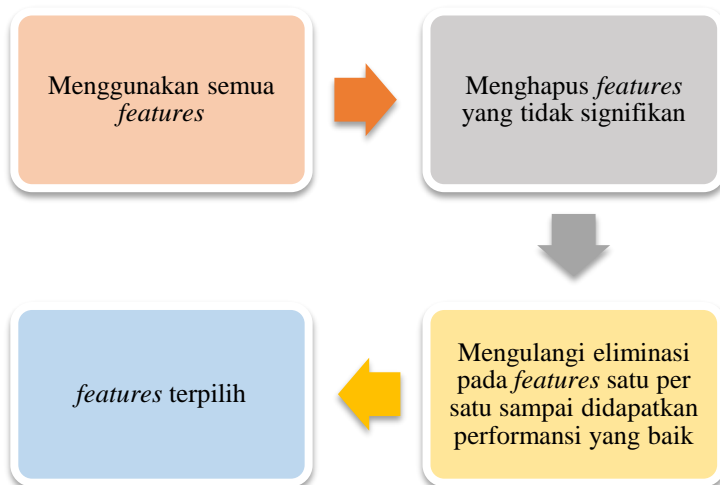 Menggunakan semua
features
Menghapus features
yang tidak signifikan
Mengulangi eliminasi
pada features satu per
satu sampai didapatkan
performansi yang baik
features terpilih